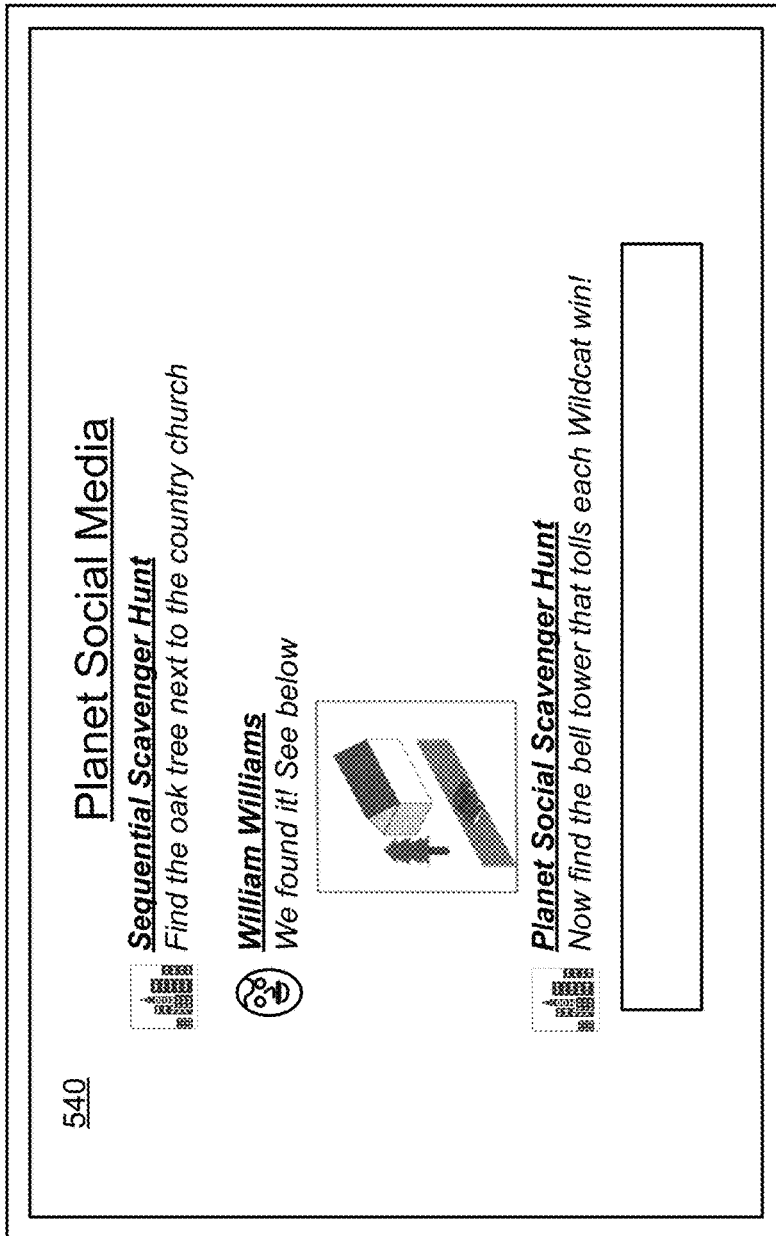 540
Planet Social Media
Sequential Scavenger Hunt
Find the oak tree next to the country church
William Williams
We found it! See below
Planet Social Scavenger Hunt
Now find the bell tower that tolls each Wildcat win!